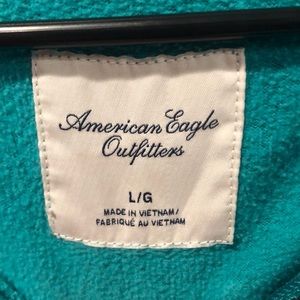 American Eagle
Outfitters
L/G
MADE IN VIETNAM/
FABRIQUÉ AU VIETNAM